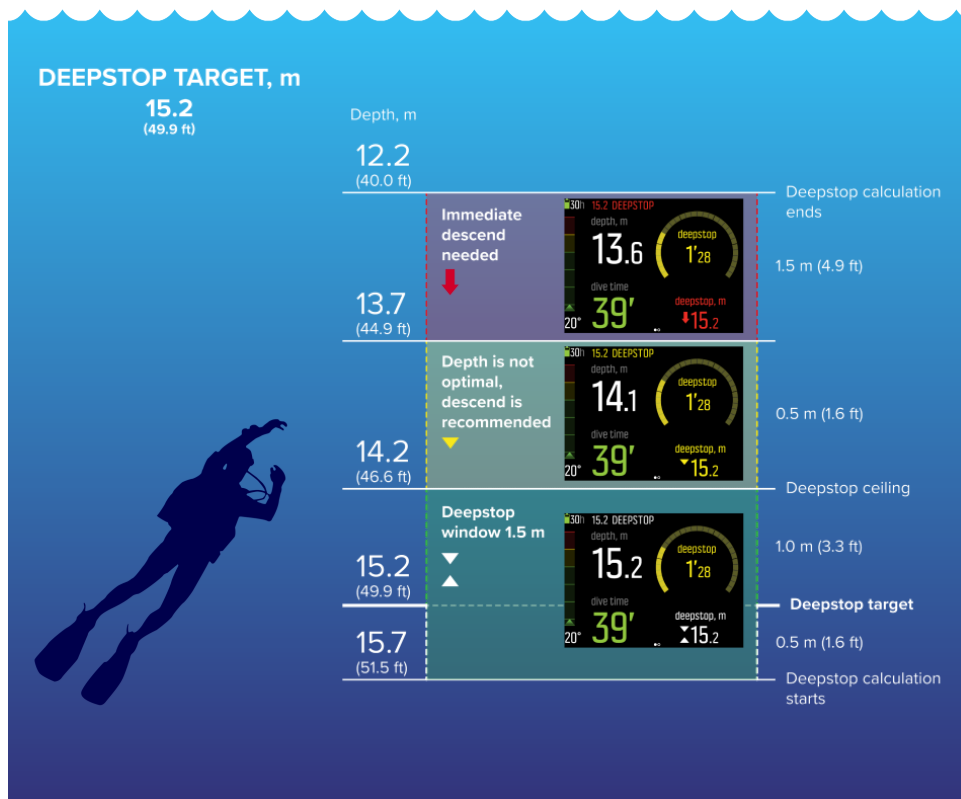 DEEPSTOP TARGET, m
15.2
(49.9 ft)
Depth, m
12.2
(40.0 ft)
Deepstop calculation
ends
Immediate
descend
needed
30h 15.2 DEEPSTOP
depth, m
13.6
deepstop
1'28
dive time
39'
20°
deepstop, m
15.2
1.5 m (4.9 ft)
13.7
(44.9 ft)
Depth is not
optimal,
descend is
recommended
30h 15.2 DEEPSTOP
depth, m
14.1
deepstop
1'28
dive time
39'
20°
deepstop, m
15.2
0.5 m (1.6 ft)
14.2
(46.6 ft)
Deepstop ceiling
Deepstop
window 1.5 m
30h 15.2 DEEPSTOP
depth, m
15.2
deepstop
1'28
dive time
39'
20°
deepstop, m
15.2
1.0 m (3.3 ft)
15.2
(49.9 ft)
Deepstop target
15.7
(51.5 ft)
0.5 m (1.6 ft)
Deepstop calculation
starts